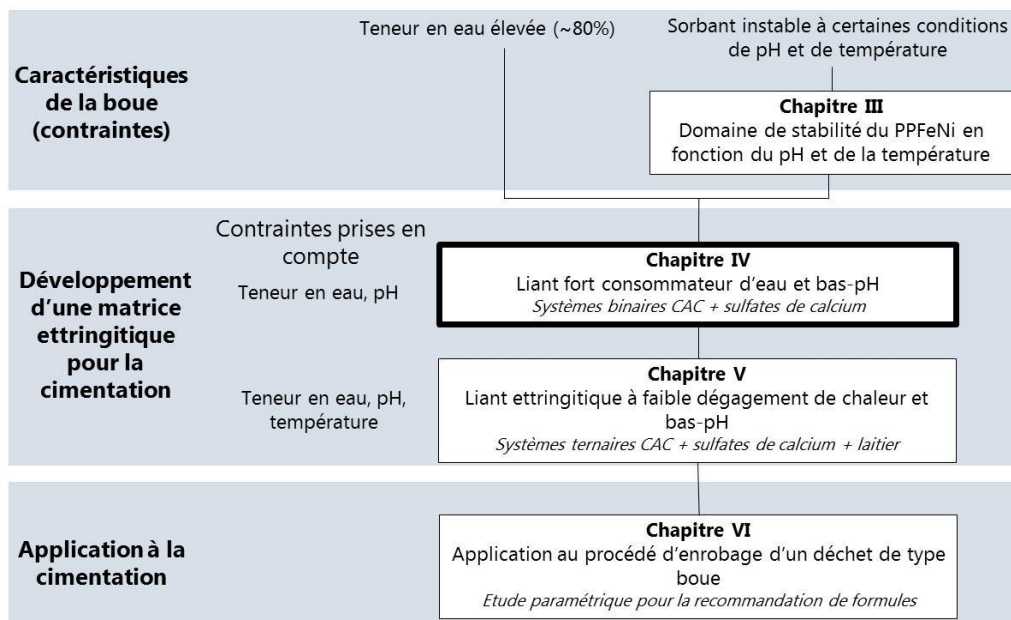 Caractéristiques
de la boue
(contraintes)
Teneur en eau élevée (~80%)
Sorbant instable à certaines conditions
de pH et de température
Chapitre III
Domaine de stabilité du PPFeNi en
fonction du pH et de la température
Développement
d'une matrice
ettringitique
pour la
cimentation
Contraintes prises en
compte
Teneur en eau, pH
Chapitre IV
Liant fort consommateur d'eau et bas-pH
Systèmes binaires CAC + sulfates de calcium
Teneur en eau, pH,
température
Chapitre V
Liant ettringitique à faible dégagement de chaleur et
bas-pH
Systèmes ternaires CAC + sulfates de calcium + laitier
Application à la
cimentation
Chapitre VI
Application au procédé d'enrobage d'un déchet de type
boue
Etude paramétrique pour la recommandation de formules